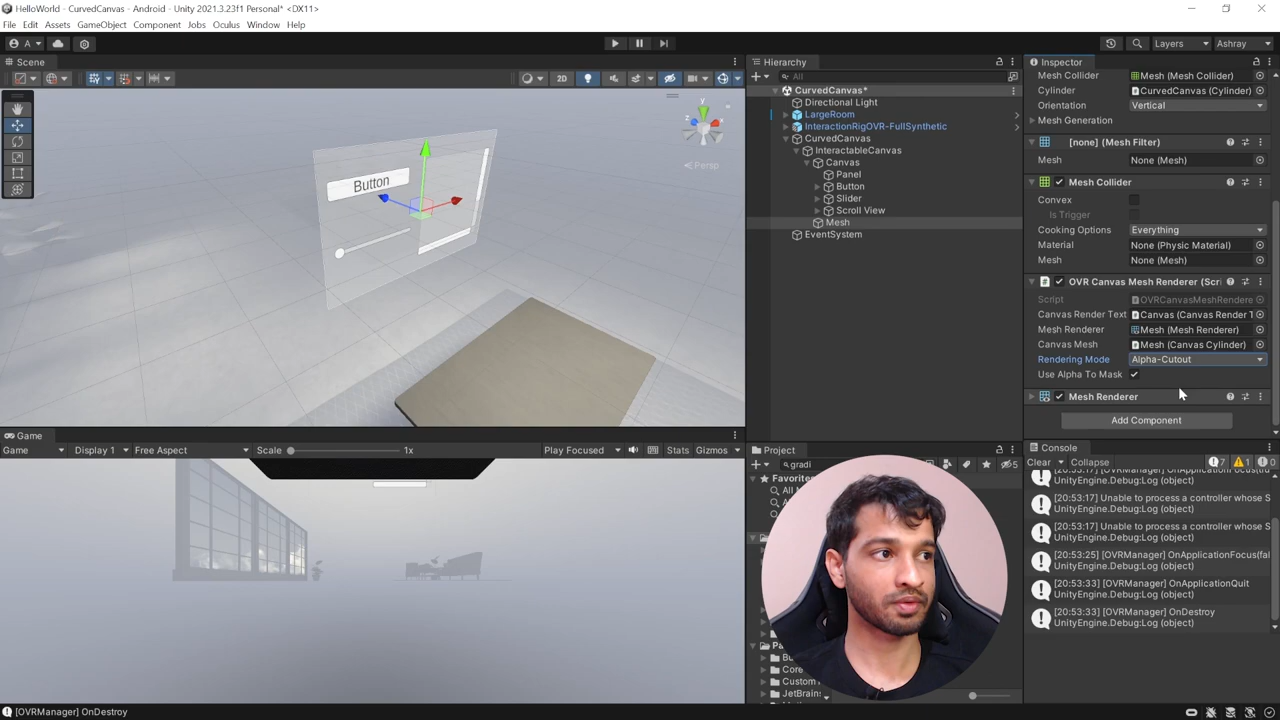 HelloWorld - CurvedCanvas - Android - Unity 2021.3.23f1 Personal* <DX11>
File Edit Assets GameObject Component Jobs Oculus Window Help
A
Layers
Ashray
Scene
2D
Persp
Button
Hierarchy
All
CurvedCanvas*
Directional Light
LargeRoom
InteractionRigOVR-FullSynthetic
CurvedCanvas
InteractableCanvas
Canvas
Panel
Button
Slider
Scroll View
Mesh
EventSystem
Inspector
Mesh Collider Mesh (Mesh Collider)
Cylinder CurvedCanvas (Cylinder)
Orientation Vertical
Mesh Generation
[none] (Mesh Filter)
Mesh None (Mesh)
Mesh Collider
Convex
Is Trigger
Cooking Options Everything
Material None (Physic Material)
Mesh None (Mesh)
OVR Canvas Mesh Renderer (Scri
Script OVRCanvasMeshRendere
Canvas Render Text Canvas (Canvas Render T
Mesh Renderer Mesh (Mesh Renderer)
Canvas Mesh Mesh (Canvas Cylinder)
Rendering Mode Alpha-Cutout
Use Alpha To Mask
Mesh Renderer
Add Component
Game
Game Display 1 Free Aspect Scale 1x Play Focused Stats Gizmos
Project
gradi
5
Favorites
All M
Pa
Bu
Core
Custom
JetBrains
Console
Clear Collapse 7 1 0
UnityEngine.Debug:Log (object)
[20:53:17] Unable to process a controller whose S
UnityEngine.Debug:Log (object)
[20:53:17] Unable to process a controller whose S
UnityEngine.Debug:Log (object)
[20:53:25] [OVRManager] OnApplicationFocus(fal
UnityEngine.Debug:Log (object)
[20:53:33] [OVRManager] OnApplicationQuit
UnityEngine.Debug:Log (object)
[20:53:33] [OVRManager] OnDestroy
UnityEngine.Debug:Log (object)
[OVRManager] OnDestroy